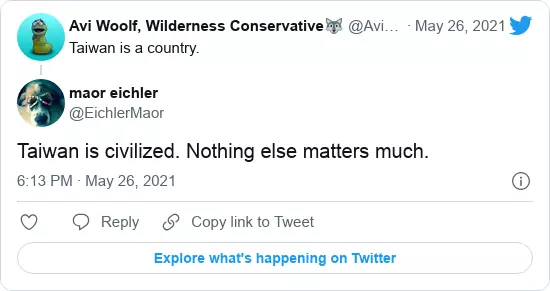 Avi Woolf, Wilderness Conservative🐺 @Avi… · May 26, 2021
Taiwan is a country.
maor eichler
@EichlerMaor
Taiwan is civilized. Nothing else matters much.
6:13 PM · May 26, 2021
Reply Copy link to Tweet
Explore what's happening on Twitter